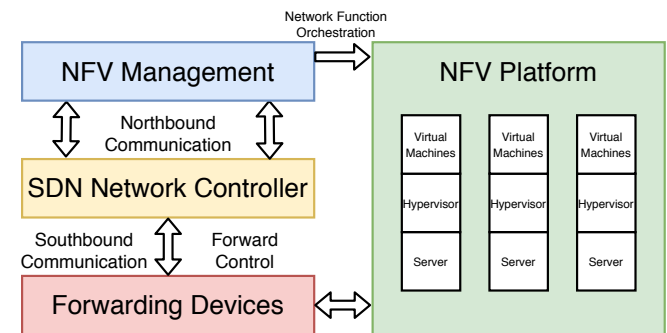 Network Function
Orchestration
NFV Management
NFV Platform
Northbound
Communication
SDN Network Controller
Southbound
Communication
Forward
Control
Forwarding Devices
Virtual
Machines
Hypervisor
Server
Virtual
Machines
Hypervisor
Server
Virtual
Machines
Hypervisor
Server